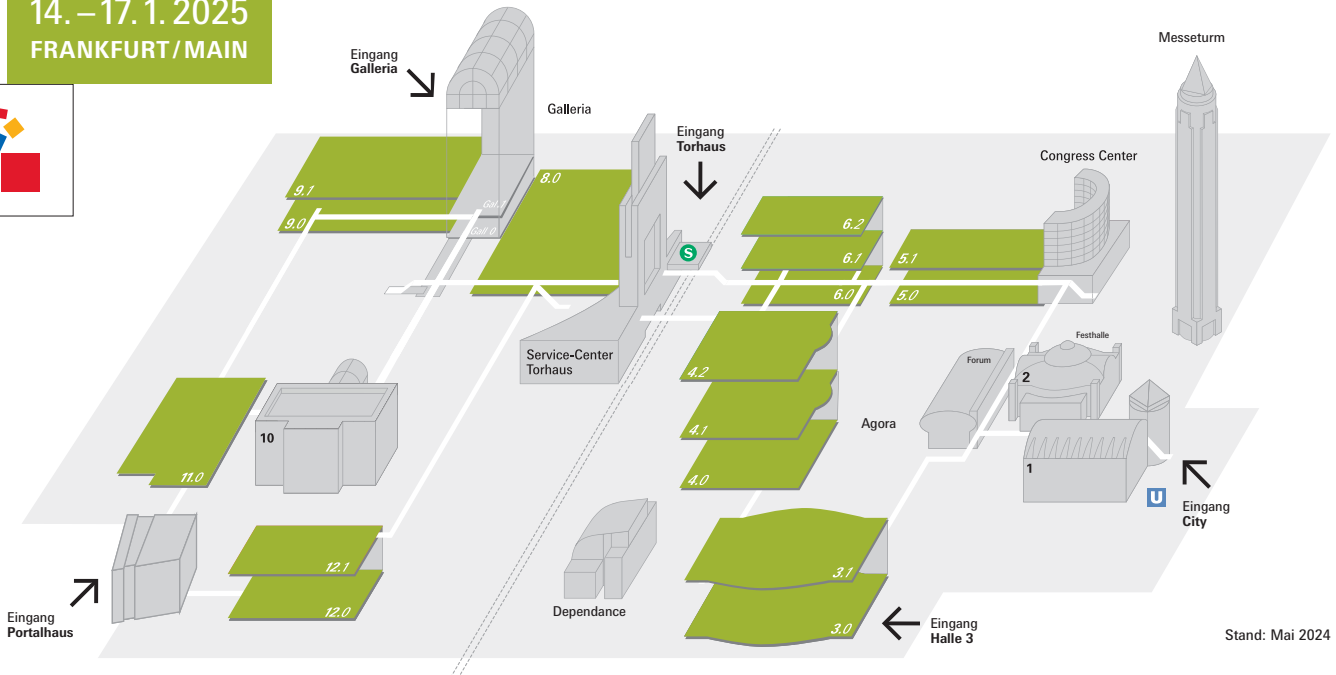 14. – 17. 1. 2025
FRANKFURT / MAIN
Messeturm
Eingang
Galleria
Galleria
Eingang
Torhaus
Congress Center
8.0
9.1
9.0
Gal.1
Gall 0
6.2
6.1
6.0
S
5.1
5.0
Service-Center
Torhaus
4.2
4.1
4.0
Forum
Festhalle
2
Agora
1
10
11.0
U
Eingang
City
12.1
12.0
3.1
3.0
Dependance
Eingang
Portalhaus
Eingang
Halle 3
Stand: Mai 2024